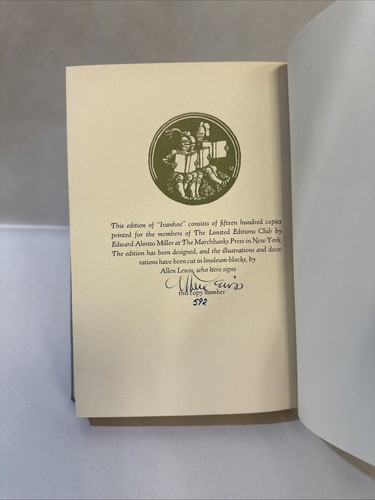 This edition of "Ivanhoe" consists of fifteen hundred copies
printed for the members of The Limited Editions Club by
Edward Alonzo Miller at The Marchbanks Press in New York.
The edition has been designed, and the illustrations and deco-
rations have been cut in linoleum-blocks, by
Allen Lewis, who here signs
Allen Lewis
this copy number
592